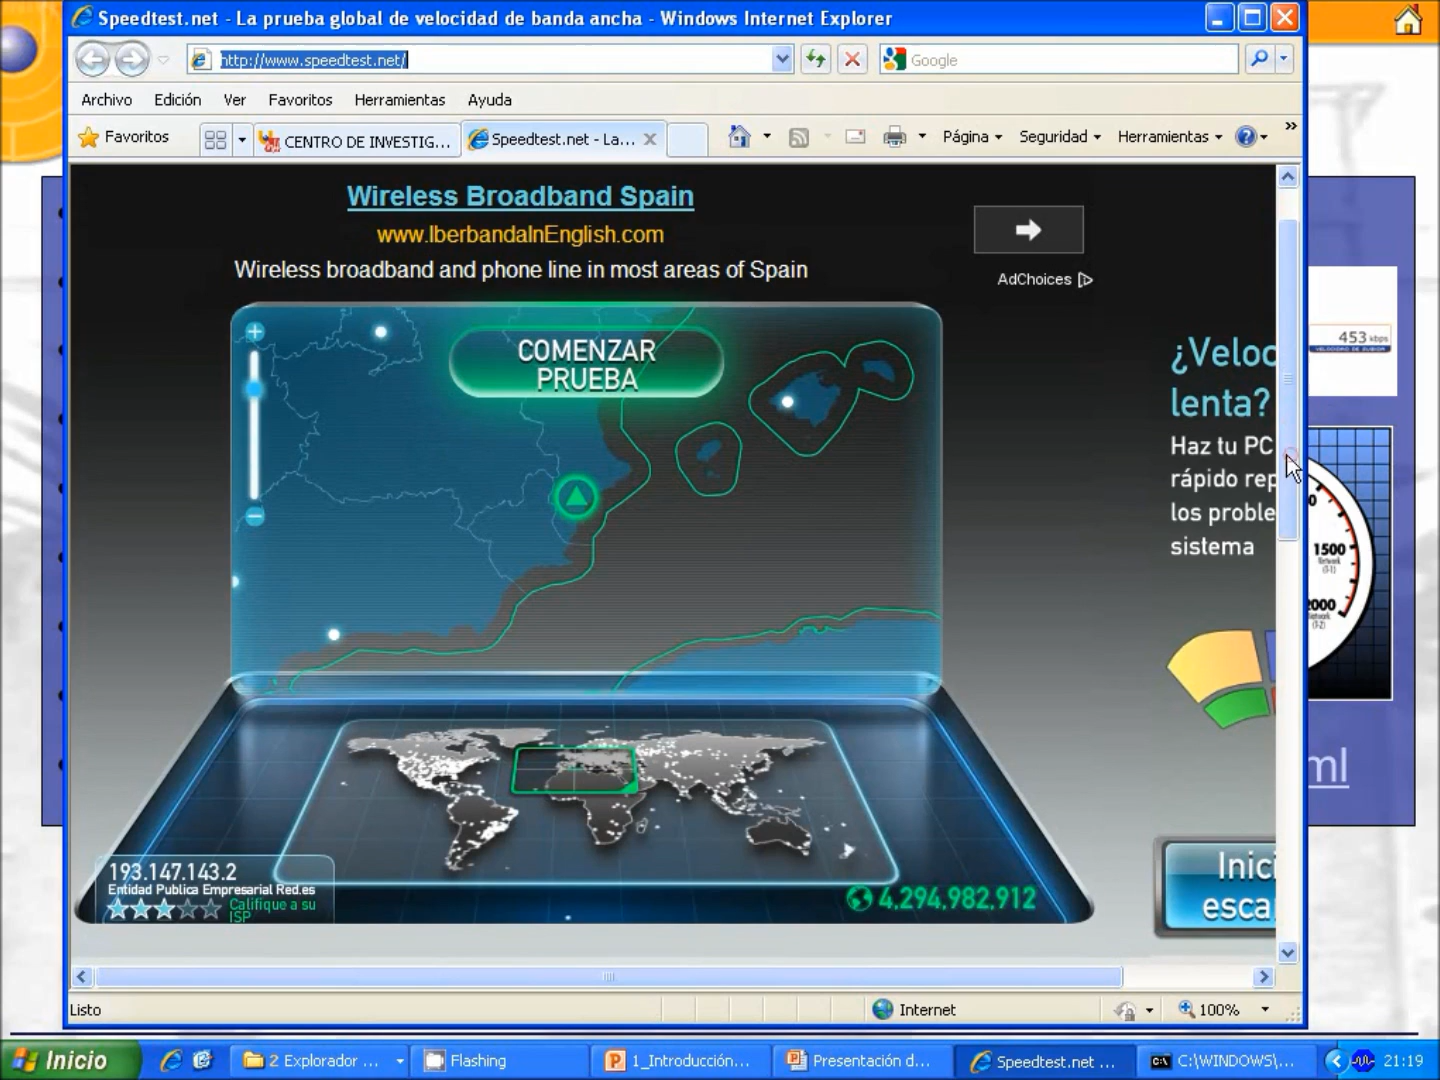 Speedtest.net - La prueba global de velocidad de banda ancha - Windows Internet Explorer
http://www.speedtest.net/
Google
Archivo Edición Ver Favoritos Herramientas Ayuda
Favoritos
CENTRO DE INVESTIG...
Speedtest.net - La...
Página
Seguridad
Herramientas
Wireless Broadband Spain
www.IberbandaInEnglish.com
Wireless broadband and phone line in most areas of Spain
AdChoices
COMENZAR
PRUEBA
¿Veloc
lenta?
Haz tu PC
rápido rep
los proble
sistema
453 kbps
VELOCIDAD DE SUBIDA
1500
2000
ml
193.147.143.2
Entidad Publica Empresarial Red.es
Califique a su
ISP
4,294,982,912
Inici
esca
Listo
Internet
100%
Inicio
2 Explorador ...
Flashing
1_Introducción...
Presentación d...
Speedtest.net ...
C:\WINDOWS\...
21:19